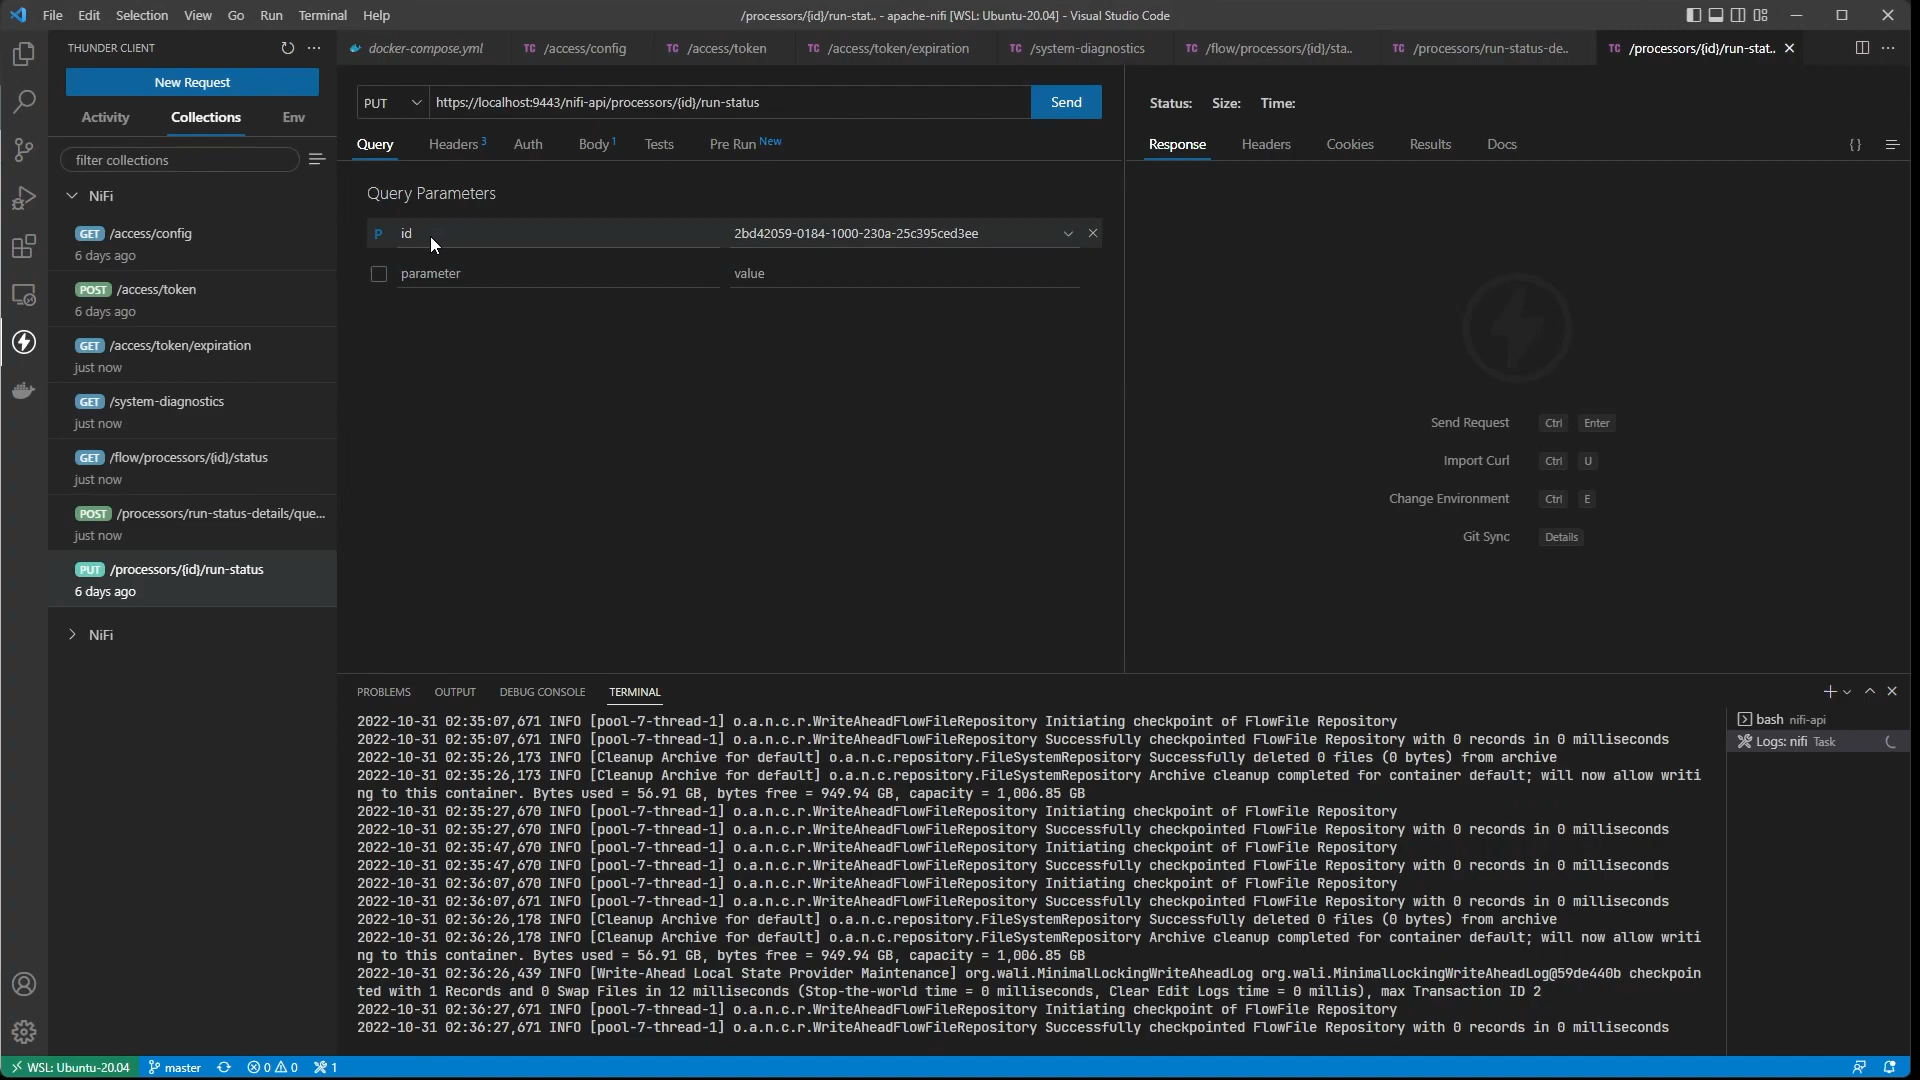 File Edit Selection View Go Run Terminal Help
/processors/{id}/run-stat.. - apache-nifi [WSL: Ubuntu-20.04] - Visual Studio Code
THUNDER CLIENT
New Request
Activity Collections Env
filter collections
NiFi
GET /access/config
6 days ago
POST /access/token
6 days ago
GET /access/token/expiration
just now
GET /system-diagnostics
just now
GET /flow/processors/{id}/status
just now
POST /processors/run-status-details/que...
just now
PUT /processors/{id}/run-status
6 days ago
NiFi
docker-compose.yml
TC /access/config
TC /access/token
TC /access/token/expiration
TC /system-diagnostics
TC /flow/processors/{id}/sta..
TC /processors/run-status-de..
TC /processors/{id}/run-stat..
PUT https://localhost:9443/nifi-api/processors/{id}/run-status Send
Query Headers 3 Auth Body 1 Tests Pre Run New
Query Parameters
P id 2bd42059-0184-1000-230a-25c395ced3ee
parameter value
Status: Size: Time:
Response Headers Cookies Results Docs {}
Send Request Ctrl Enter
Import Curl Ctrl U
Change Environment Ctrl E
Git Sync Details
PROBLEMS OUTPUT DEBUG CONSOLE TERMINAL
2022-10-31 02:35:07,671 INFO [pool-7-thread-1] o.a.n.c.r.WriteAheadFlowFileRepository Initiating checkpoint of FlowFile Repository
2022-10-31 02:35:07,671 INFO [pool-7-thread-1] o.a.n.c.r.WriteAheadFlowFileRepository Successfully checkpointed FlowFile Repository with 0 records in 0 milliseconds
2022-10-31 02:35:26,173 INFO [Cleanup Archive for default] o.a.n.c.repository.FileSystemRepository Successfully deleted 0 files (0 bytes) from archive
2022-10-31 02:35:26,173 INFO [Cleanup Archive for default] o.a.n.c.repository.FileSystemRepository Archive cleanup completed for container default; will now allow writi
ng to this container. Bytes used = 56.91 GB, bytes free = 949.94 GB, capacity = 1,006.85 GB
2022-10-31 02:35:27,670 INFO [pool-7-thread-1] o.a.n.c.r.WriteAheadFlowFileRepository Initiating checkpoint of FlowFile Repository
2022-10-31 02:35:27,670 INFO [pool-7-thread-1] o.a.n.c.r.WriteAheadFlowFileRepository Successfully checkpointed FlowFile Repository with 0 records in 0 milliseconds
2022-10-31 02:35:47,670 INFO [pool-7-thread-1] o.a.n.c.r.WriteAheadFlowFileRepository Initiating checkpoint of FlowFile Repository
2022-10-31 02:35:47,670 INFO [pool-7-thread-1] o.a.n.c.r.WriteAheadFlowFileRepository Successfully checkpointed FlowFile Repository with 0 records in 0 milliseconds
2022-10-31 02:36:07,670 INFO [pool-7-thread-1] o.a.n.c.r.WriteAheadFlowFileRepository Initiating checkpoint of FlowFile Repository
2022-10-31 02:36:07,671 INFO [pool-7-thread-1] o.a.n.c.r.WriteAheadFlowFileRepository Successfully checkpointed FlowFile Repository with 0 records in 0 milliseconds
2022-10-31 02:36:26,178 INFO [Cleanup Archive for default] o.a.n.c.repository.FileSystemRepository Successfully deleted 0 files (0 bytes) from archive
2022-10-31 02:36:26,178 INFO [Cleanup Archive for default] o.a.n.c.repository.FileSystemRepository Archive cleanup completed for container default; will now allow writi
ng to this container. Bytes used = 56.91 GB, bytes free = 949.94 GB, capacity = 1,006.85 GB
2022-10-31 02:36:26,439 INFO [Write-Ahead Local State Provider Maintenance] org.wali.MinimalLockingWriteAheadLog org.wali.MinimalLockingWriteAheadLog@59de440b checkpoin
ted with 1 Records and 0 Swap Files in 12 milliseconds (Stop-the-world time = 0 milliseconds, Clear Edit Logs time = 0 millis), max Transaction ID 2
2022-10-31 02:36:27,671 INFO [pool-7-thread-1] o.a.n.c.r.WriteAheadFlowFileRepository Initiating checkpoint of FlowFile Repository
2022-10-31 02:36:27,671 INFO [pool-7-thread-1] o.a.n.c.r.WriteAheadFlowFileRepository Successfully checkpointed FlowFile Repository with 0 records in 0 milliseconds
bash nifi-api
Logs: nifi Task
WSL: Ubuntu-20.04 master 0 0 1